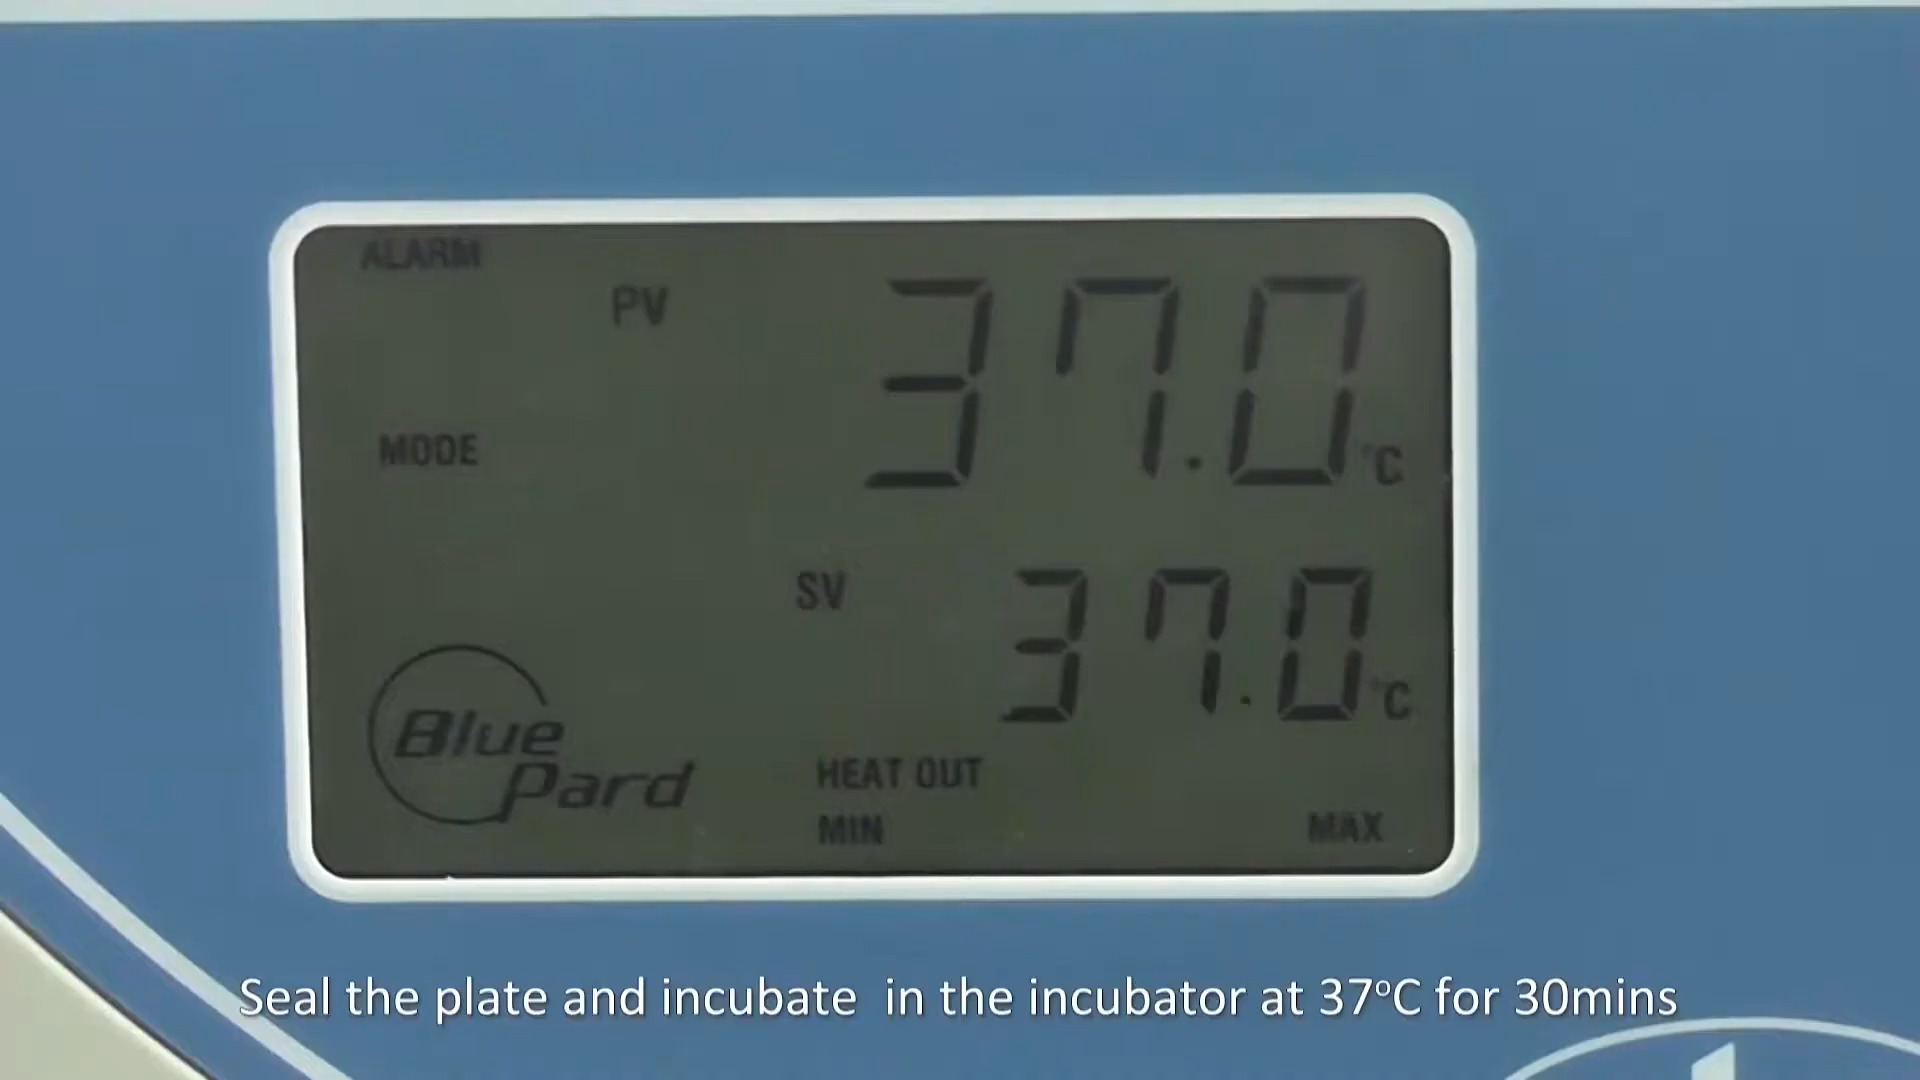 ALARM
PV 37.0 °C
MODE
SV 37.0 °C
Blue
Pard
HEAT OUT
MIN MAX
Seal the plate and incubate in the incubator at 37°C for 30mins